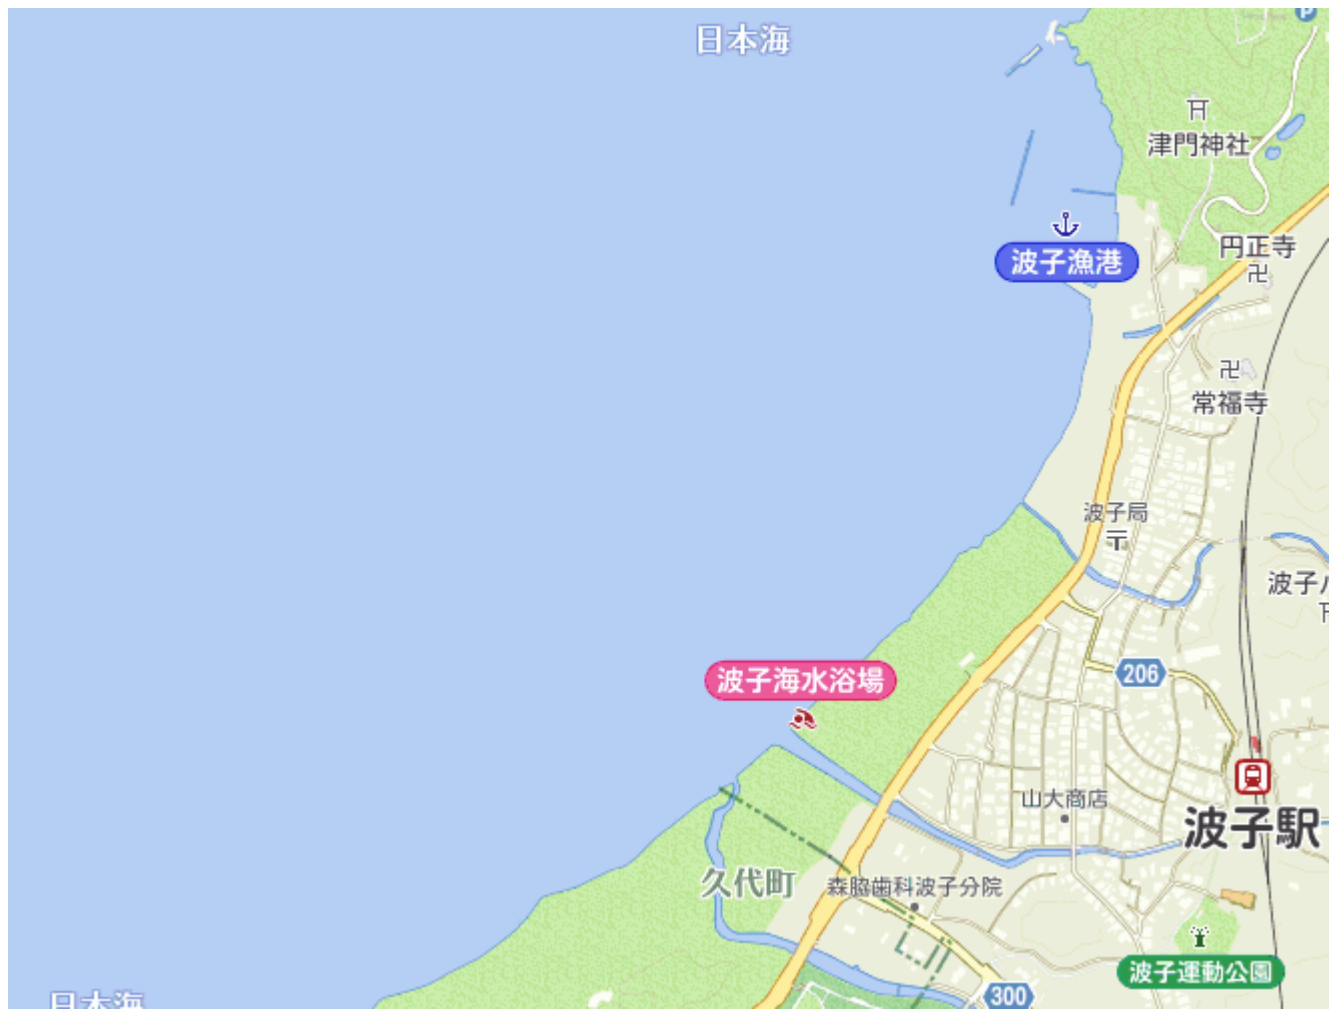 日本海
P
津門神社
円正寺
波子漁港
常福寺
波子局
波子
206
波子海水浴場
山大商店
波子駅
久代町
森脇歯科波子分院
波子運動公園
300
日本海